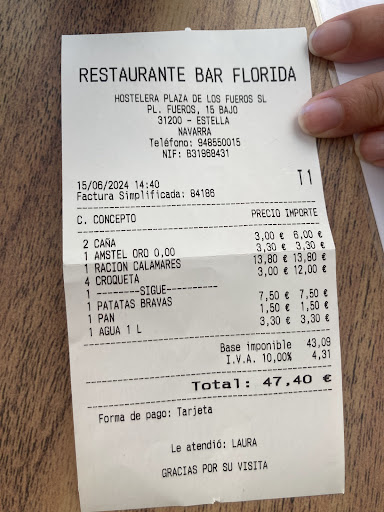 RESTAURANTE BAR FLORIDA
HOSTELERA PLAZA DE LOS FUEROS SL
PL. FUEROS, 15 BAJO
31200 - ESTELLA
NAVARRA
Teléfono: 948550015
NIF: B31968431
15/06/2024 14:40 T1
Factura Simplificada: 84186
C. CONCEPTO PRECIO IMPORTE
2 CAÑA 3,00 € 6,00 €
1 AMSTEL ORO 0,00 3,30 € 3,30 €
1 RACION CALAMARES 13,80 € 13,80 €
4 CROQUETA 3,00 € 12,00 €
1 ---------SIGUE----------
1 PATATAS BRAVAS 7,50 € 7,50 €
1 PAN 1,50 € 1,50 €
1 AGUA 1 L 3,30 € 3,30 €
Base imponible 43,09
I.V.A. 10,00% 4,31
Total: 47,40 €
Forma de pago: Tarjeta
Le atendió: LAURA
GRACIAS POR SU VISITA